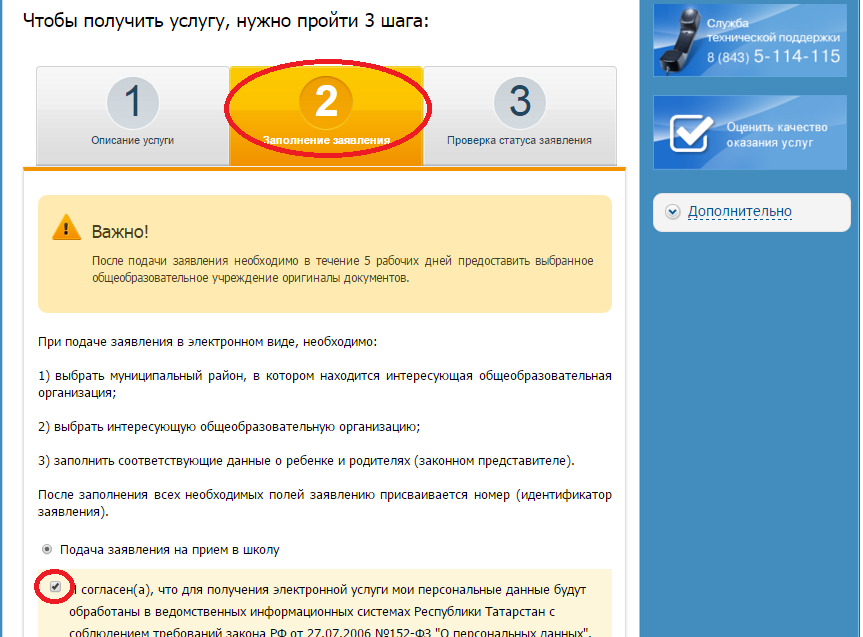 Чтобы получить услугу, нужно пройти 3 шага:
1
Описание услуги
2
Заполнение заявления
3
Проверка статуса заявления
Важно!
После подачи заявления необходимо в течение 5 рабочих дней предоставить выбранное
общеобразовательное учреждение оригиналы документов.
При подаче заявления в электронном виде, необходимо:
1) выбрать муниципальный район, в котором находится интересующая общеобразовательная
организация;
2) выбрать интересующую общеобразовательную организацию;
3) заполнить соответствующие данные о ребенке и родителях (законном представителе).
После заполнения всех необходимых полей заявлению присваивается номер (идентификатор
заявления).
Подача заявления на прием в школу
Я согласен(а), что для получения электронной услуги мои персональные данные будут
обработаны в ведомственных информационных системах Республики Татарстан с
соблюдением требований закона РФ от 27.07.2006 №152-ФЗ "О персональных данных".
Служба
технической поддержки
8 (843) 5-114-115
Оценить качество
оказания услуг
Дополнительно